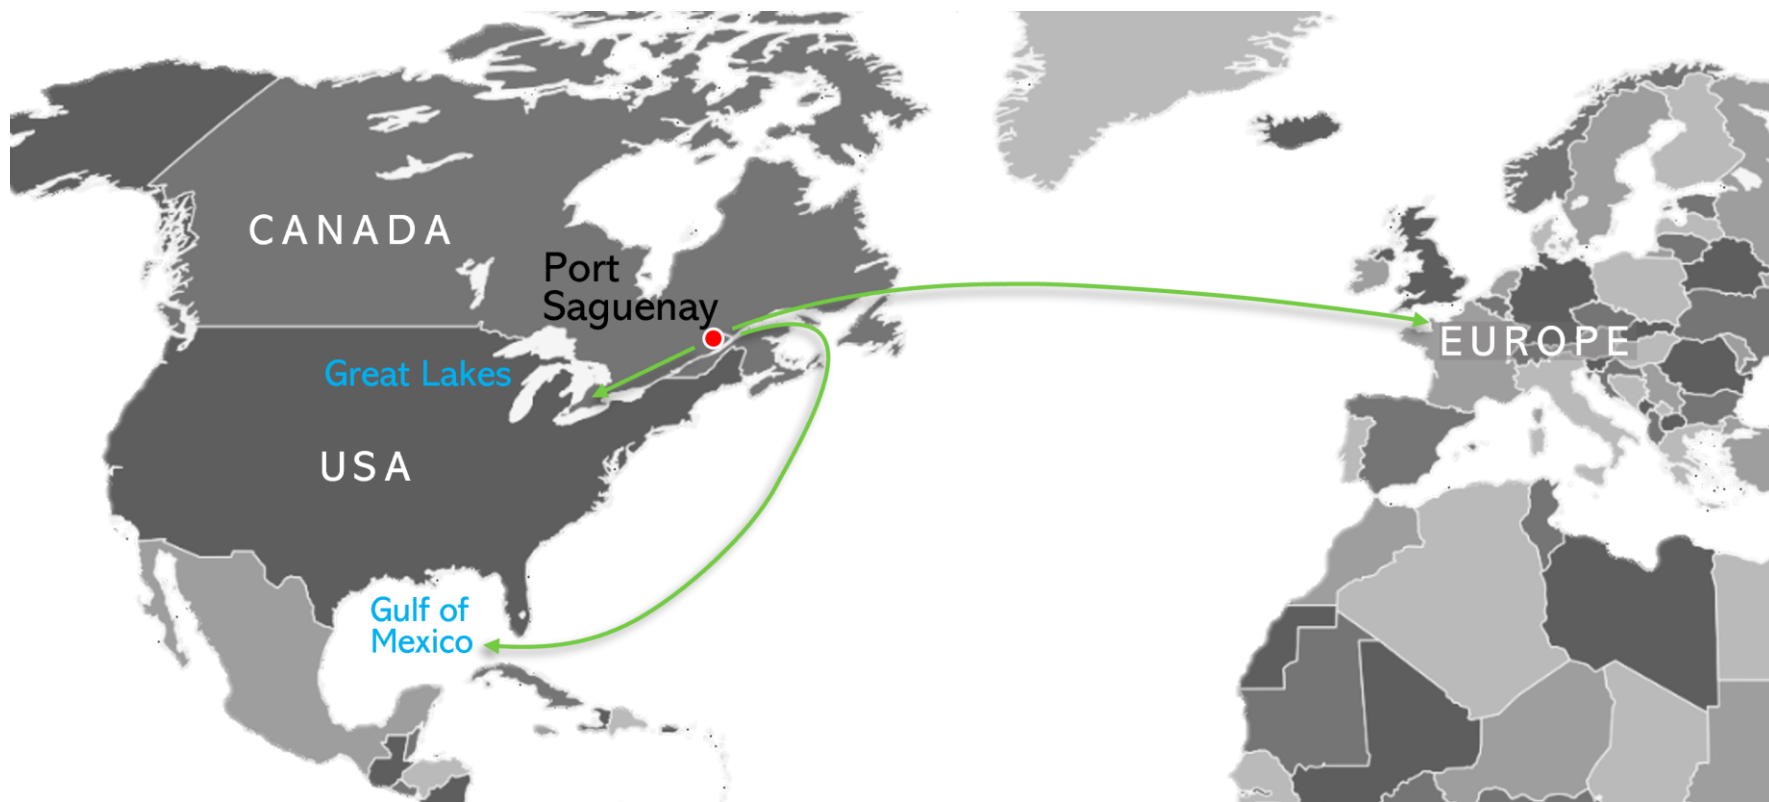 CANADA
Port
Saguenay
Great Lakes
EUROPE
USA
Gulf of
Mexico